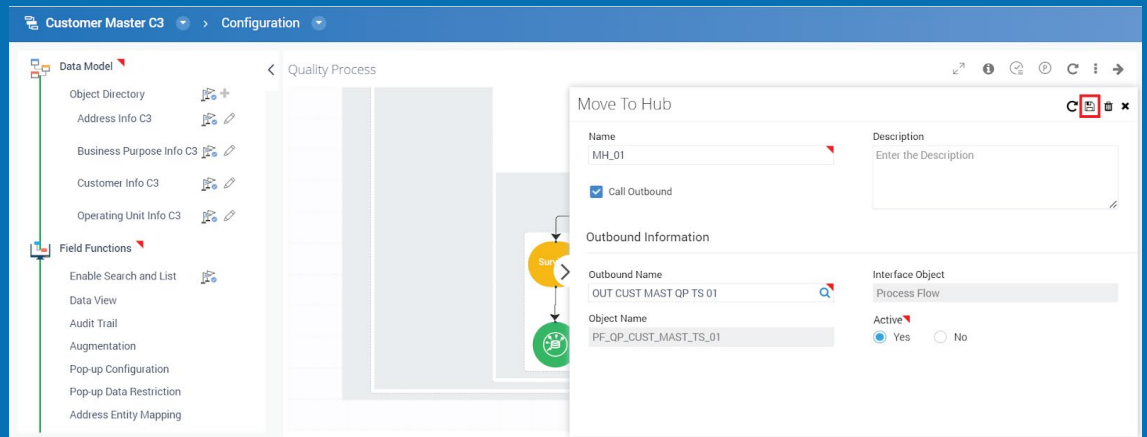 Customer Master C3 > Configuration
Data Model
Object Directory
Address Info C3
Business Purpose Info C3
Customer Info C3
Operating Unit Info C3
Field Functions
Enable Search and List
Data View
Audit Trail
Augmentation
Pop-up Configuration
Pop-up Data Restriction
Address Entity Mapping
Quality Process
Move To Hub
Name
MH_01
Description
Enter the Description
Call Outbound
Outbound Information
Outbound Name
OUT CUST MAST QP TS 01
Interface Object
Process Flow
Object Name
PF_QP_CUST_MAST_TS_01
Active
Yes No